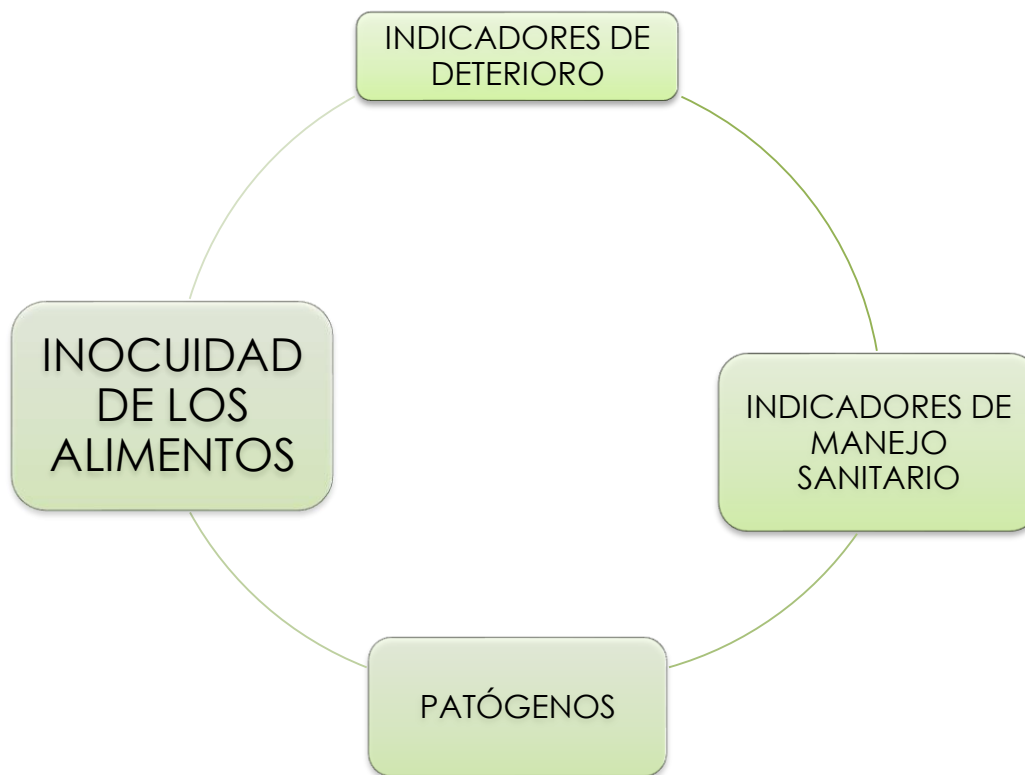 INDICADORES DE
DETERIORO
INOCUIDAD
DE LOS
ALIMENTOS
INDICADORES DE
MANEJO
SANITARIO
PATÓGENOS